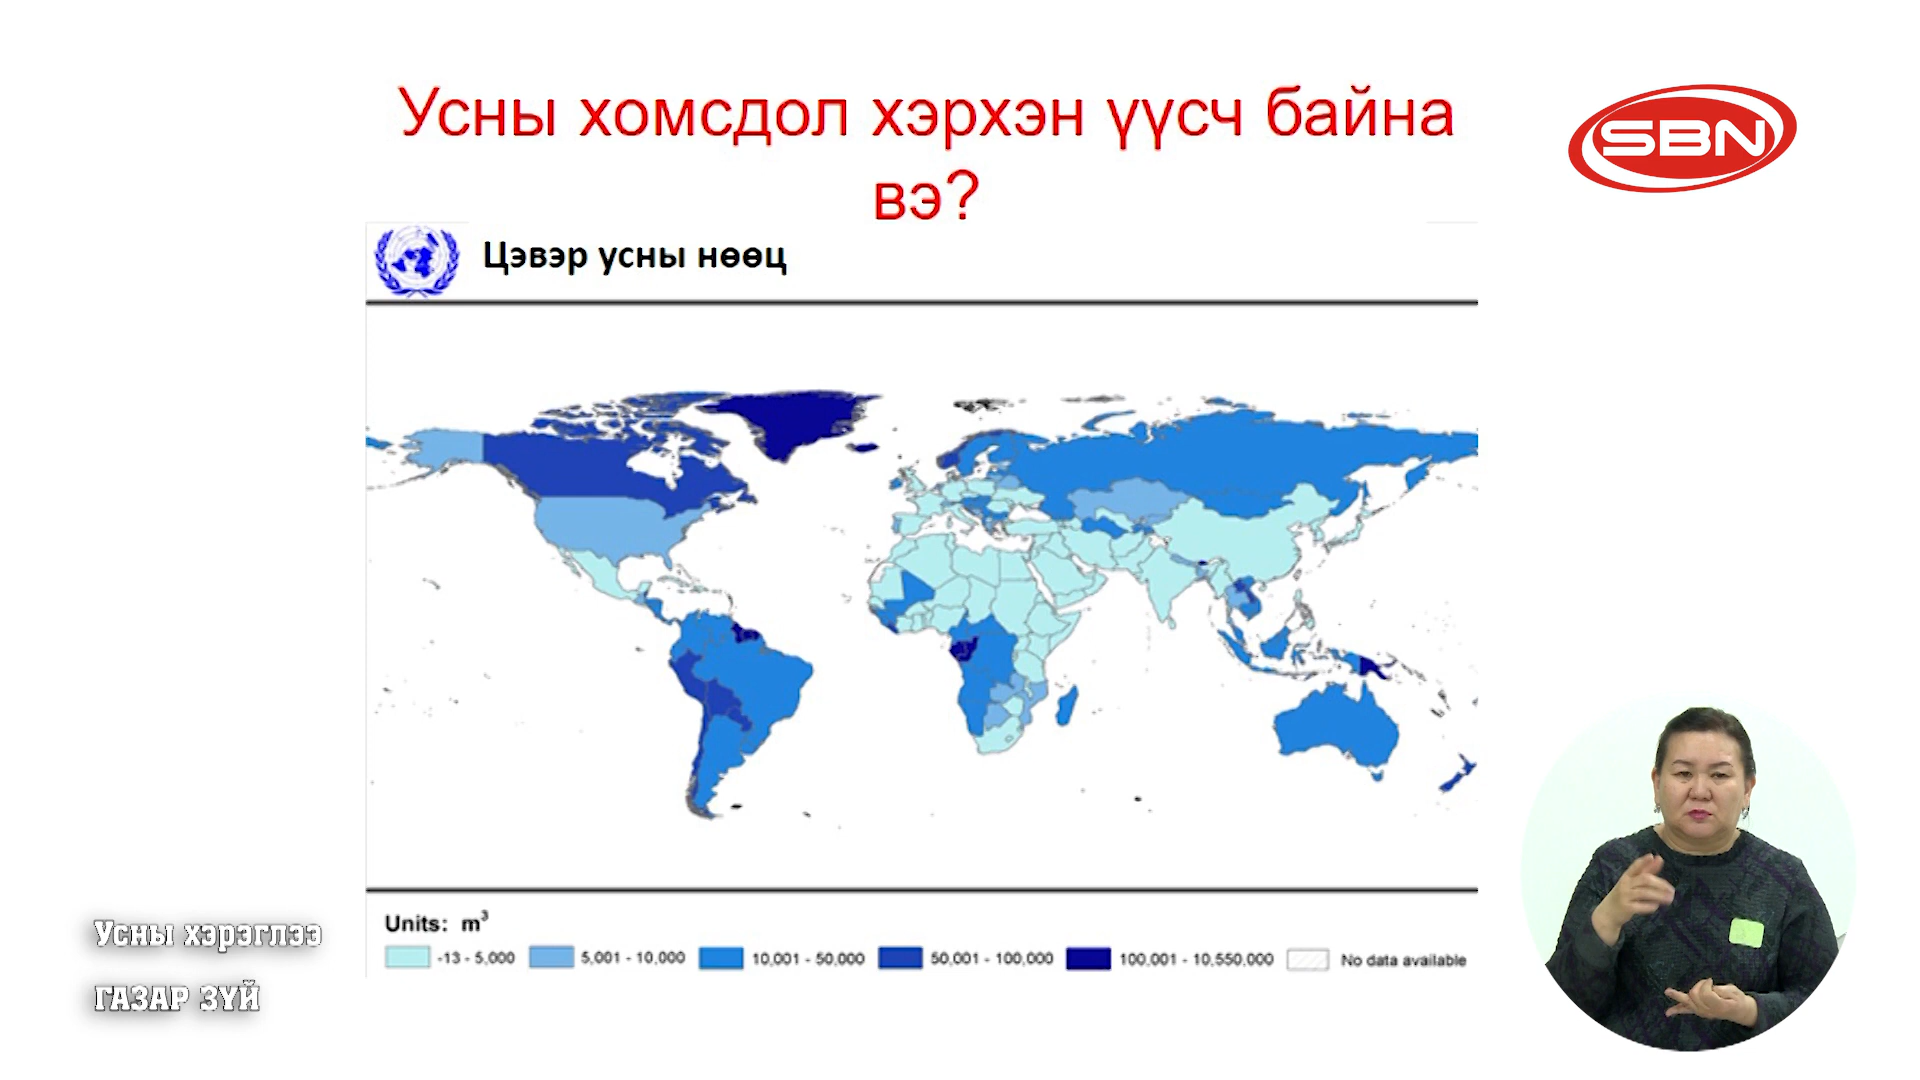 Усны хомсдол хэрхэн үүсч байна
вэ?
SBN
Цэвэр усны нөөц
Units: m³
-13 - 5,000
5,001 - 10,000
10,001 - 50,000
50,001 - 100,000
100,001 - 10,550,000
No data available
Усны хэрэглээ
ГАЗАР ЗҮЙ